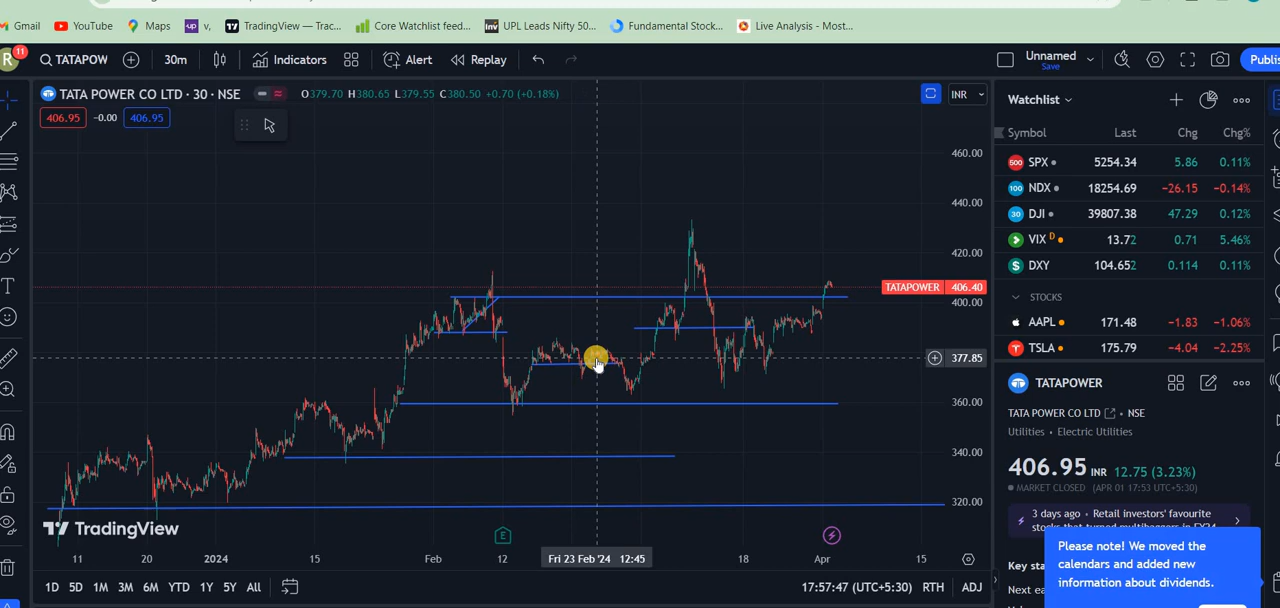 Gmail YouTube Maps v, TradingView — Trac... Core Watchlist feed... UPL Leads Nifty 50... Fundamental Stock... Live Analysis - Most...
R 11 TATAPOW 30m Indicators Alert Replay Unnamed Save Publi
TATA POWER CO LTD · 30 · NSE O379.70 H380.65 L379.55 C380.50 +0.70 (+0.18%) INR
406.95 -0.00 406.95
460.00
440.00
420.00
TATAPOWER 406.40
400.00
377.85
360.00
340.00
320.00
TradingView
E
11 20 2024 15 Feb 12 Fri 23 Feb '24 12:45 18 Apr 15
1D 5D 1M 3M 6M YTD 1Y 5Y All 17:57:47 (UTC+5:30) RTH ADJ
Watchlist
Symbol Last Chg Chg%
500 SPX 5254.34 5.86 0.11%
100 NDX 18254.69 −26.15 −0.14%
30 DJI 39807.38 47.29 0.12%
VIX D 13.72 0.71 5.46%
$ DXY 104.652 0.114 0.11%
STOCKS
AAPL 171.48 −1.83 −1.06%
TSLA 175.79 −4.04 −2.25%
TATAPOWER
TATA POWER CO LTD NSE
Utilities • Electric Utilities
406.95 INR 12.75 (3.23%)
MARKET CLOSED (APR 01 17:53 UTC+5:30)
3 days ago · Retail investors' favourite
stocks that turned multibaggers in FY24
Please note! We moved the
calendars and added new
information about dividends.
Key sta
Next ea